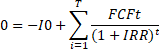 0 = −I0 + ∑_{i=1}^{T} FCFt / (1 + IRR)^t